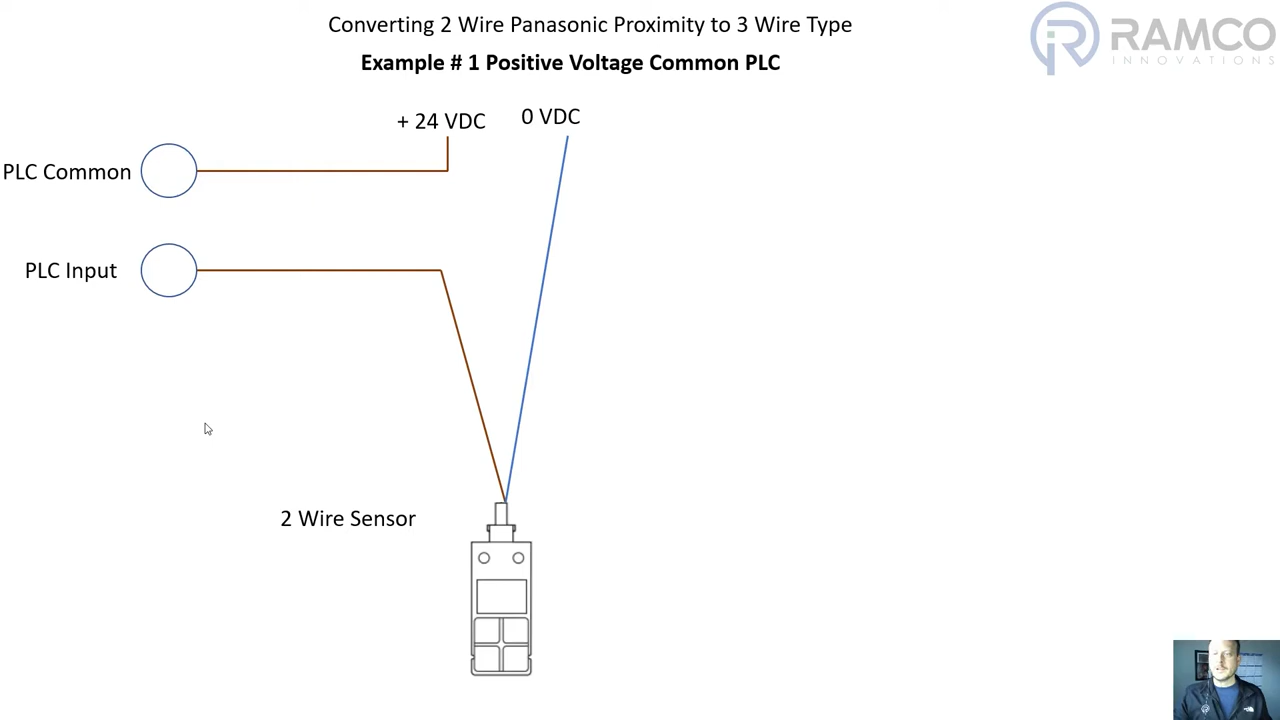 Converting 2 Wire Panasonic Proximity to 3 Wire Type
Example # 1 Positive Voltage Common PLC
RAMCO
INNOVATIONS
+ 24 VDC
0 VDC
PLC Common
PLC Input
2 Wire Sensor